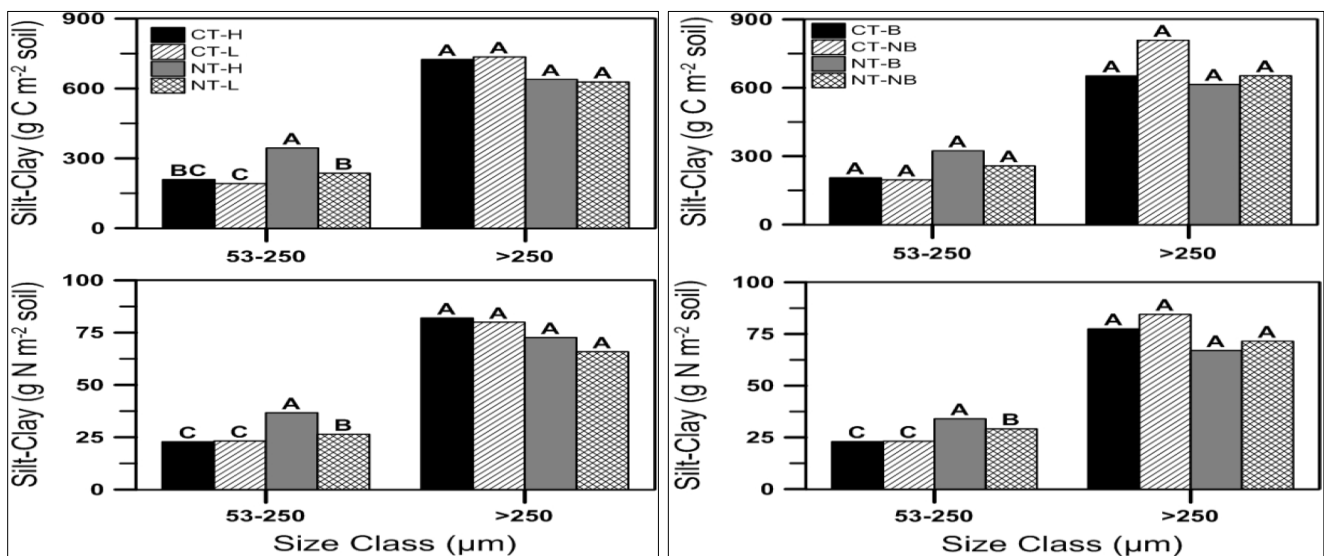 Silt-Clay (g C m⁻² soil)
900
600
300
0
CT-H
CT-L
NT-H
NT-L
BC C A B
A A A A
53-250 >250
Silt-Clay (g N m⁻² soil)
100
75
50
25
0
C C A B
A A A A
53-250 >250
Size Class (µm)
Silt-Clay (g C m⁻² soil)
900
600
300
0
CT-B
CT-NB
NT-B
NT-NB
A A A A
A A A A
53-250 >250
Silt-Clay (g N m⁻² soil)
100
75
50
25
0
C C A B
A A A A
53-250 >250
Size Class (µm)